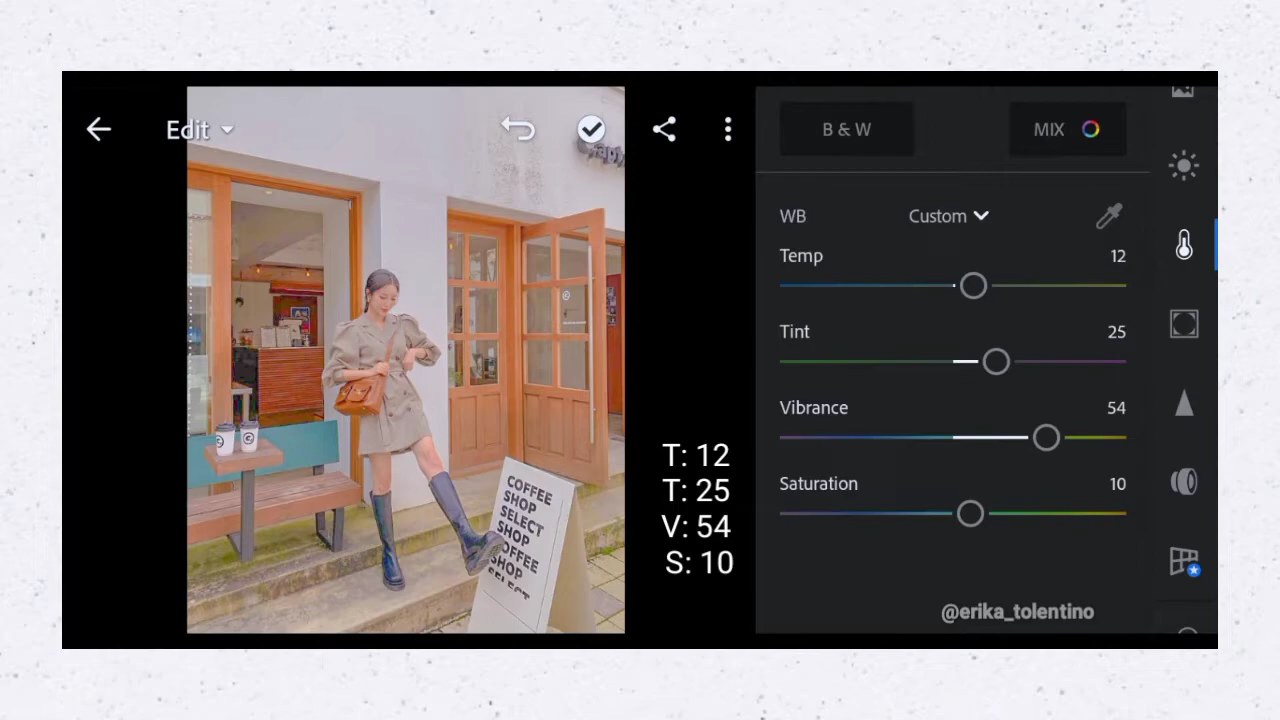 Edit
B & W
MIX
WB
Custom
Temp
12
Tint
25
Vibrance
54
Saturation
10
T: 12
T: 25
V: 54
S: 10
COFFEE
SHOP
SELECT
SHOP
COFFEE
SHOP
SELECT
@erika_tolentino